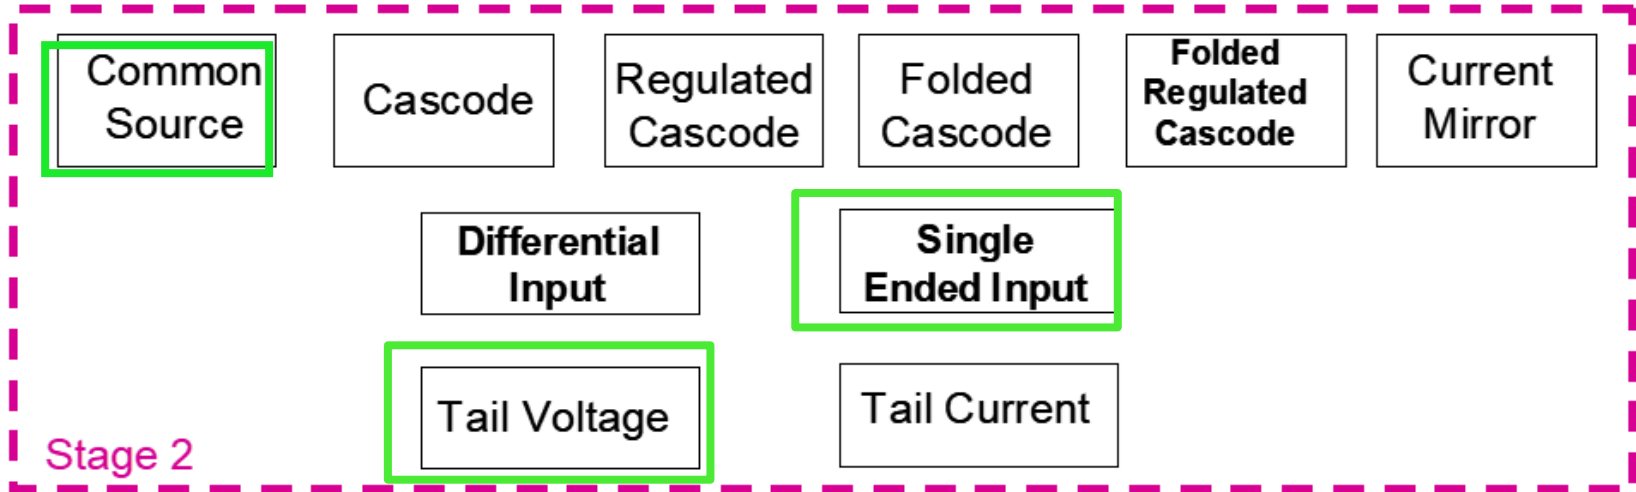 Common
Source
Cascode
Regulated
Cascode
Folded
Cascode
Folded
Regulated
Cascode
Current
Mirror
Differential
Input
Single
Ended Input
Tail Voltage
Tail Current
Stage 2